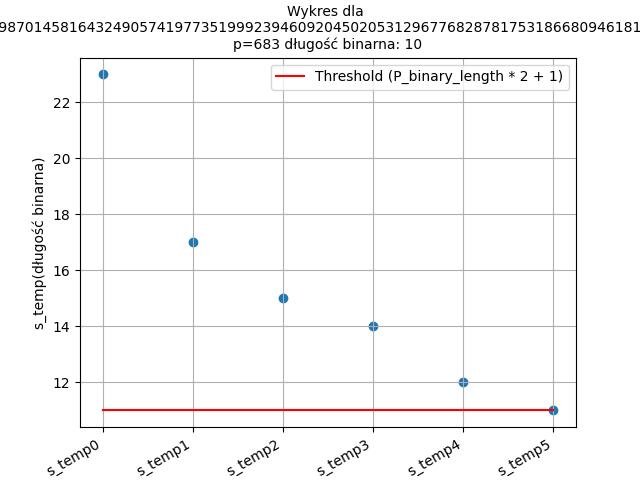 Wykres dla
9870145816432490574197735199923946092045020531296776828781753186680946181
p=683 długość binarna: 10
Threshold (P_binary_length * 2 + 1)
s_temp(długość binarna)
22
20
18
16
14
12
s_temp0
s_temp1
s_temp2
s_temp3
s_temp4
s_temp5